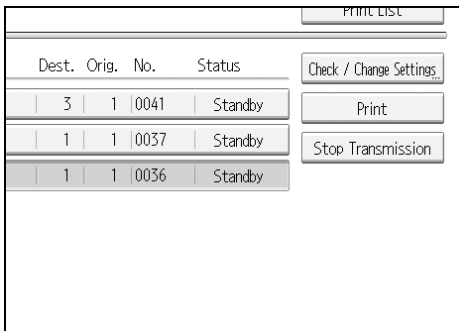 Print List
Dest. Orig. No. Status Check / Change Settings
3 1 0041 Standby Print
1 1 0037 Standby Stop Transmission
1 1 0036 Standby